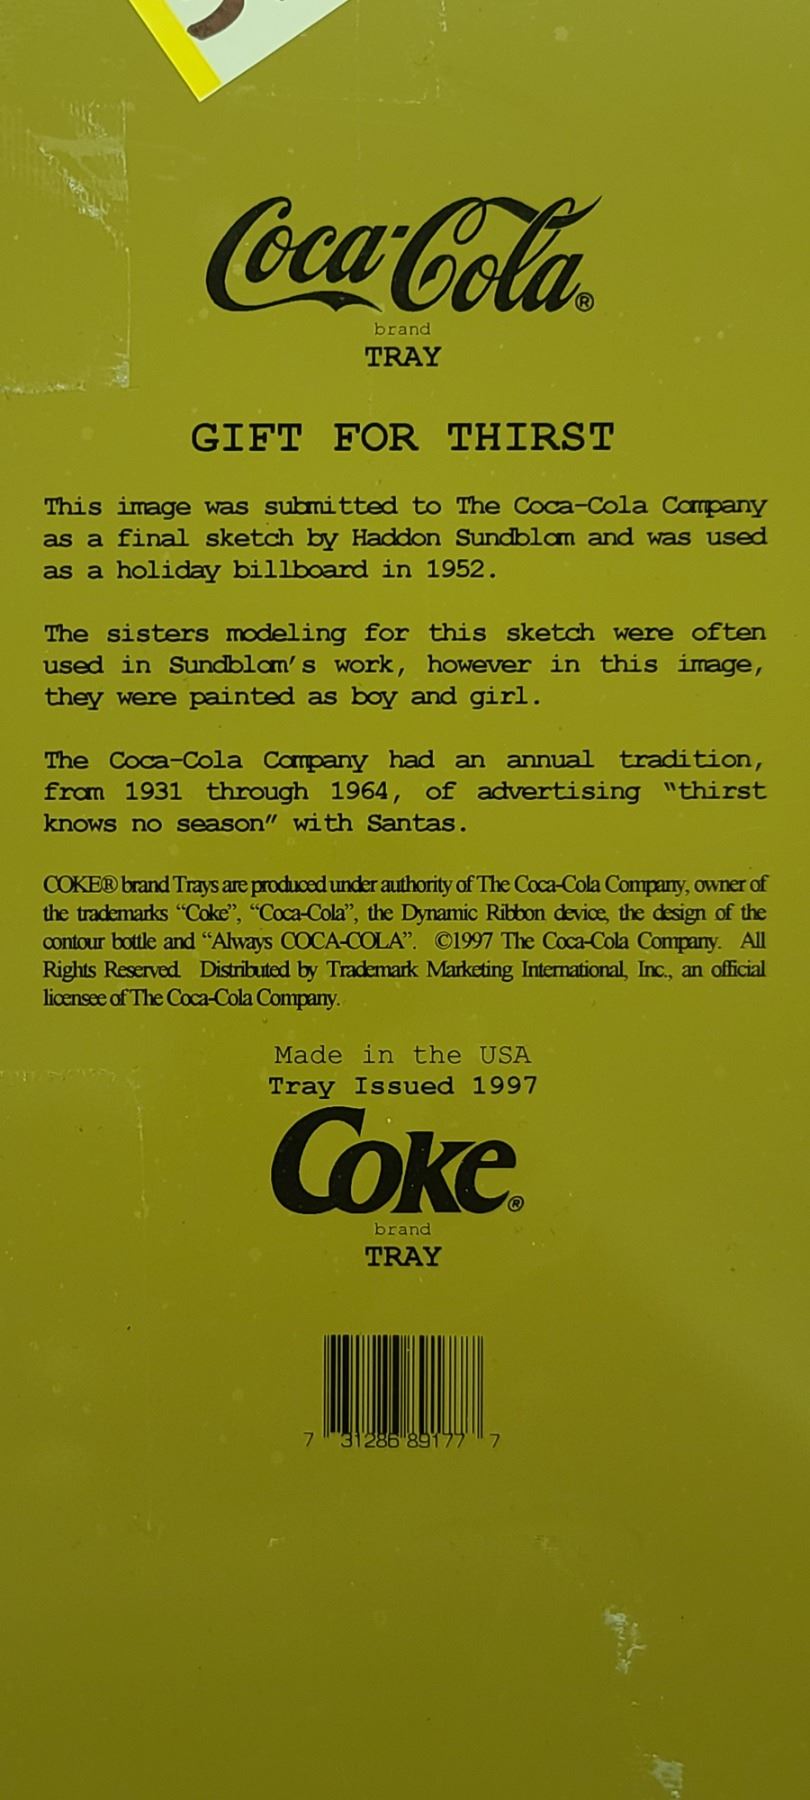 Coca-Cola®
brand
TRAY
GIFT FOR THIRST
This image was submitted to The Coca-Cola Company
as a final sketch by Haddon Sundblom and was used
as a holiday billboard in 1952.
The sisters modeling for this sketch were often
used in Sundblom's work, however in this image,
they were painted as boy and girl.
The Coca-Cola Company had an annual tradition,
from 1931 through 1964, of advertising "thirst
knows no season" with Santas.
COKE® brand Trays are produced under authority of The Coca-Cola Company, owner of
the trademarks "Coke", "Coca-Cola", the Dynamic Ribbon device, the design of the
contour bottle and "Always COCA-COLA". ©1997 The Coca-Cola Company. All
Rights Reserved. Distributed by Trademark Marketing International, Inc., an official
licensee of The Coca-Cola Company.
Made in the USA
Tray Issued 1997
Coke®
brand
TRAY
7 31286 89177 7